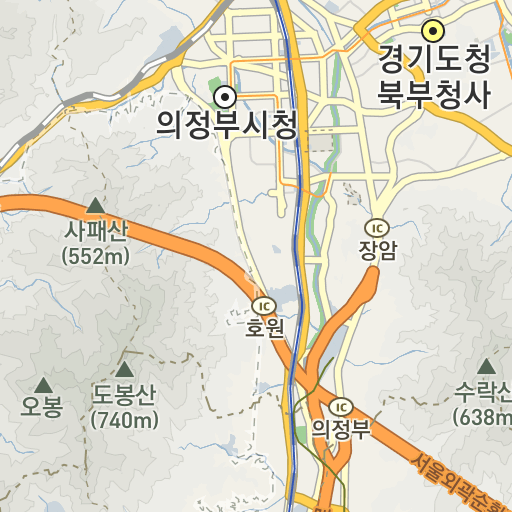 경기도청
북부청사
의정부시청
사패산
(552m)
IC
장암
IC
호원
도봉산
(740m)
오봉
수락산
(638m
IC
의정부
서울외곽순환